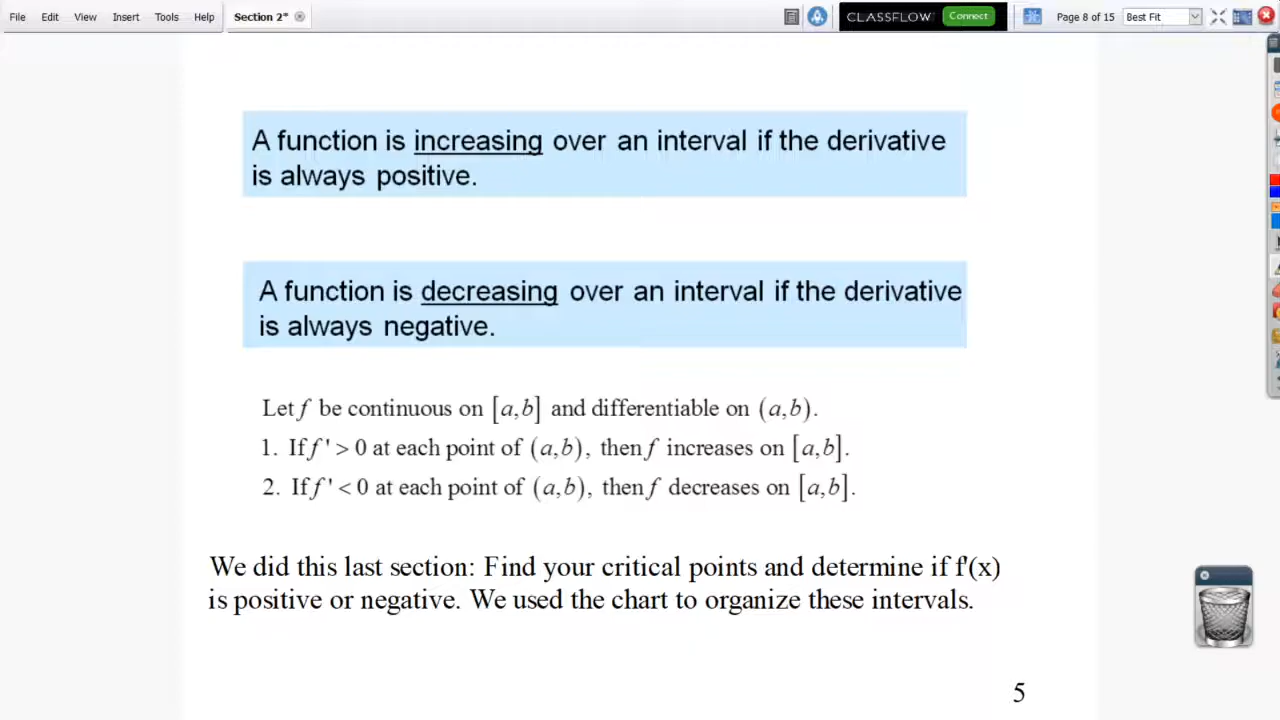 File Edit View Insert Tools Help Section 2* CLASSFLOW Connect Page 8 of 15 Best Fit
A function is increasing over an interval if the derivative
is always positive.
A function is decreasing over an interval if the derivative
is always negative.
Let f be continuous on [a,b] and differentiable on (a,b).
1. If f ' > 0 at each point of (a,b), then f increases on [a,b].
2. If f ' < 0 at each point of (a,b), then f decreases on [a,b].
We did this last section: Find your critical points and determine if f'(x)
is positive or negative. We used the chart to organize these intervals.
5